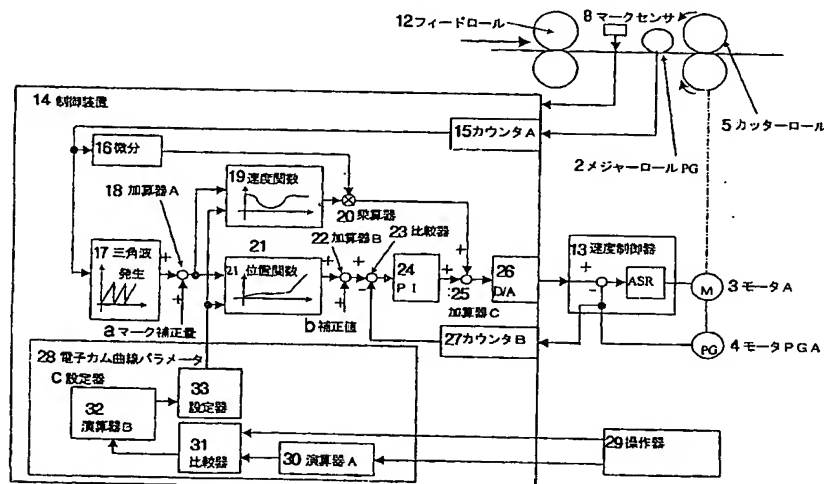 12フィードロール
8マークセンサ
14制御装置
15カウンタA
5カッターロール
2メジャーロールPG
16微分
18加算器A
19速度関数
20乗算器
17三角波
発生
aマーク補正量
21
21位置関数
22加算器B
23比較器
b補正値
24
PI
25
加算器C
26
D/A
13速度制御器
ASR
M
3モータA
27カウンタB
PG
4モータPGA
28電子カム曲線パラメータ
C設定器
33
設定器
32
演算器B
31
比較器
30演算器A
29操作器
+
+
+
+
+
-
+
+
+
-